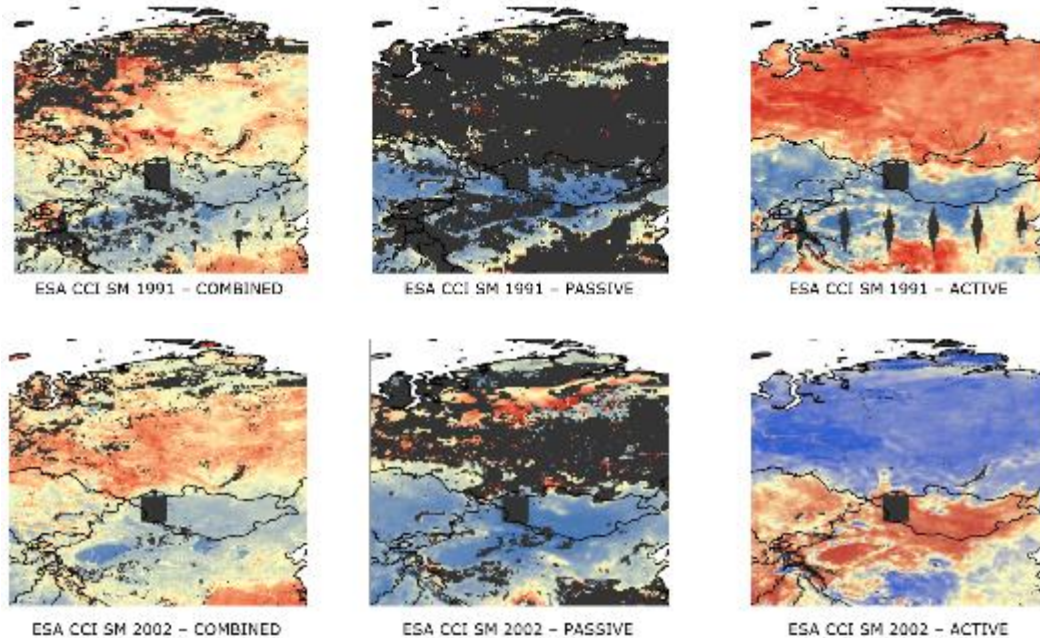 ESA CCI SM 1991 – COMBINED
ESA CCI SM 1991 – PASSIVE
ESA CCI SM 1991 – ACTIVE
ESA CCI SM 2002 – COMBINED
ESA CCI SM 2002 – PASSIVE
ESA CCI SM 2002 – ACTIVE